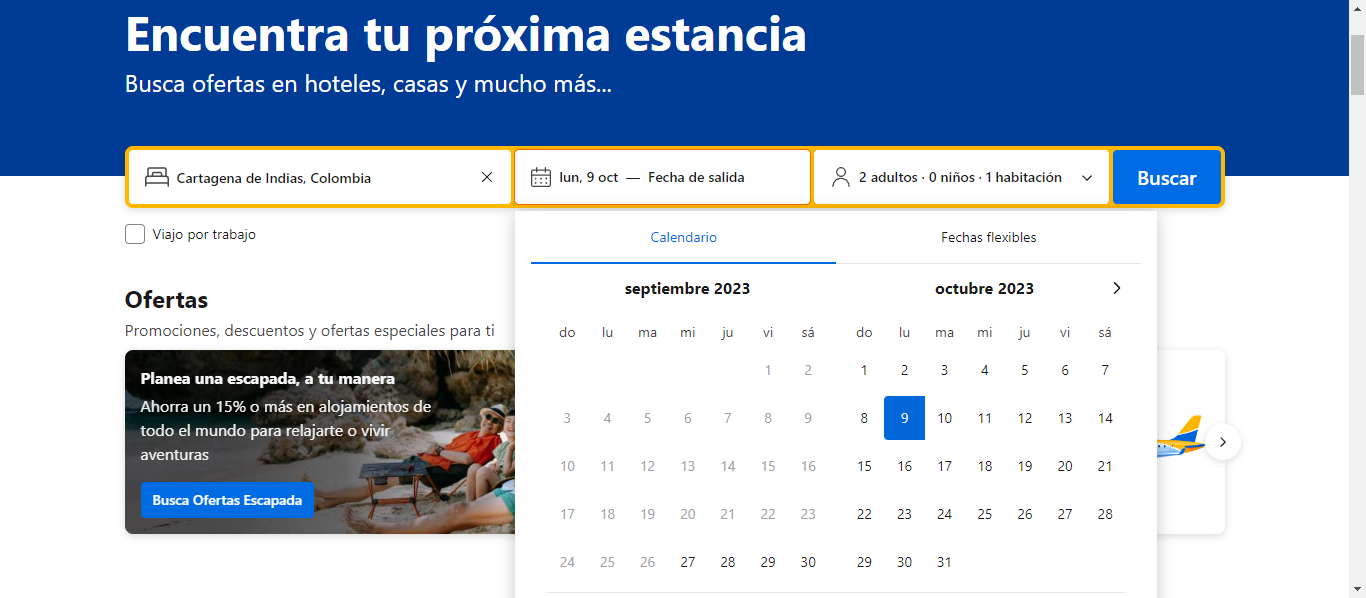 Encuentra tu próxima estancia
Busca ofertas en hoteles, casas y mucho más...
Cartagena de Indias, Colombia
lun, 9 oct — Fecha de salida
2 adultos · 0 niños · 1 habitación
Buscar
Viajo por trabajo
Calendario
Fechas flexibles
septiembre 2023
do lu ma mi ju vi sá
1 2
3 4 5 6 7 8 9
10 11 12 13 14 15 16
17 18 19 20 21 22 23
24 25 26 27 28 29 30
octubre 2023
do lu ma mi ju vi sá
1 2 3 4 5 6 7
8 9 10 11 12 13 14
15 16 17 18 19 20 21
22 23 24 25 26 27 28
29 30 31
Ofertas
Promociones, descuentos y ofertas especiales para ti
Planea una escapada, a tu manera
Ahorra un 15% o más en alojamientos de
todo el mundo para relajarte o vivir
aventuras
Busca Ofertas Escapada